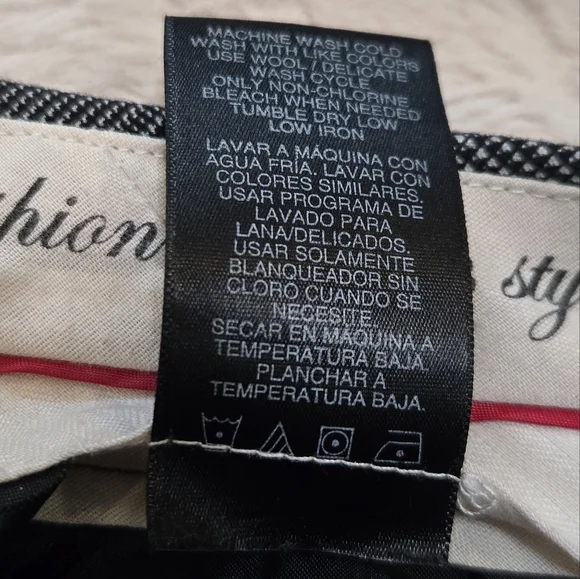 MACHINE WASH COLD
WASH WITH LIKE COLORS
USE WOOL/DELICATE
WASH CYCLE
ONLY NON-CHLORINE
BLEACH WHEN NEEDED
TUMBLE DRY LOW
LOW IRON
LAVAR A MÁQUINA CON
AGUA FRÍA. LAVAR CON
COLORES SIMILARES.
USAR PROGRAMA DE
LAVADO PARA
LANA/DELICADOS.
USAR SOLAMENTE
BLANQUEADOR SIN
CLORO CUANDO SE
NECESITE.
SECAR EN MÁQUINA A
TEMPERATURA BAJA.
PLANCHAR A
TEMPERATURA BAJA.
hion
sty